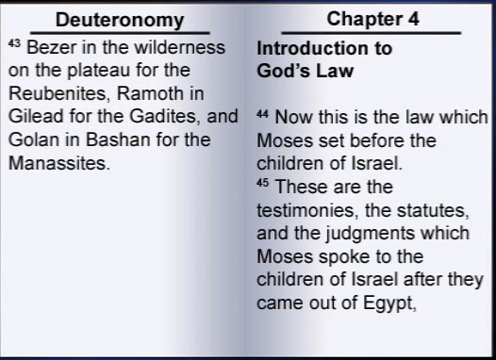 Deuteronomy
43 Bezer in the wilderness
on the plateau for the
Reubenites, Ramoth in
Gilead for the Gadites, and
Golan in Bashan for the
Manassites.
Chapter 4
Introduction to
God's Law
44 Now this is the law which
Moses set before the
children of Israel.
45 These are the
testimonies, the statutes,
and the judgments which
Moses spoke to the
children of Israel after they
came out of Egypt,